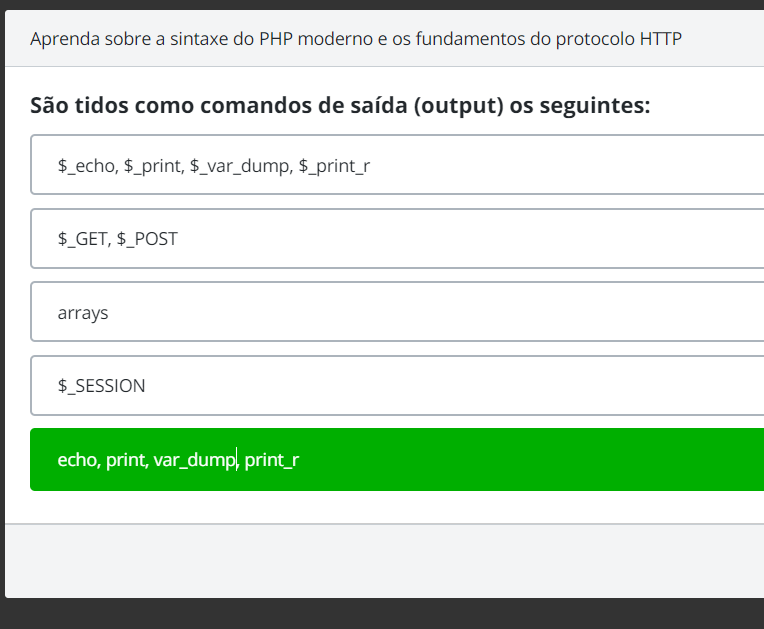 Aprenda sobre a sintaxe do PHP moderno e os fundamentos do protocolo HTTP
São tidos como comandos de saída (output) os seguintes:
$_echo, $_print, $_var_dump, $_print_r
$_GET, $_POST
arrays
$_SESSION
echo, print, var_dump, print_r